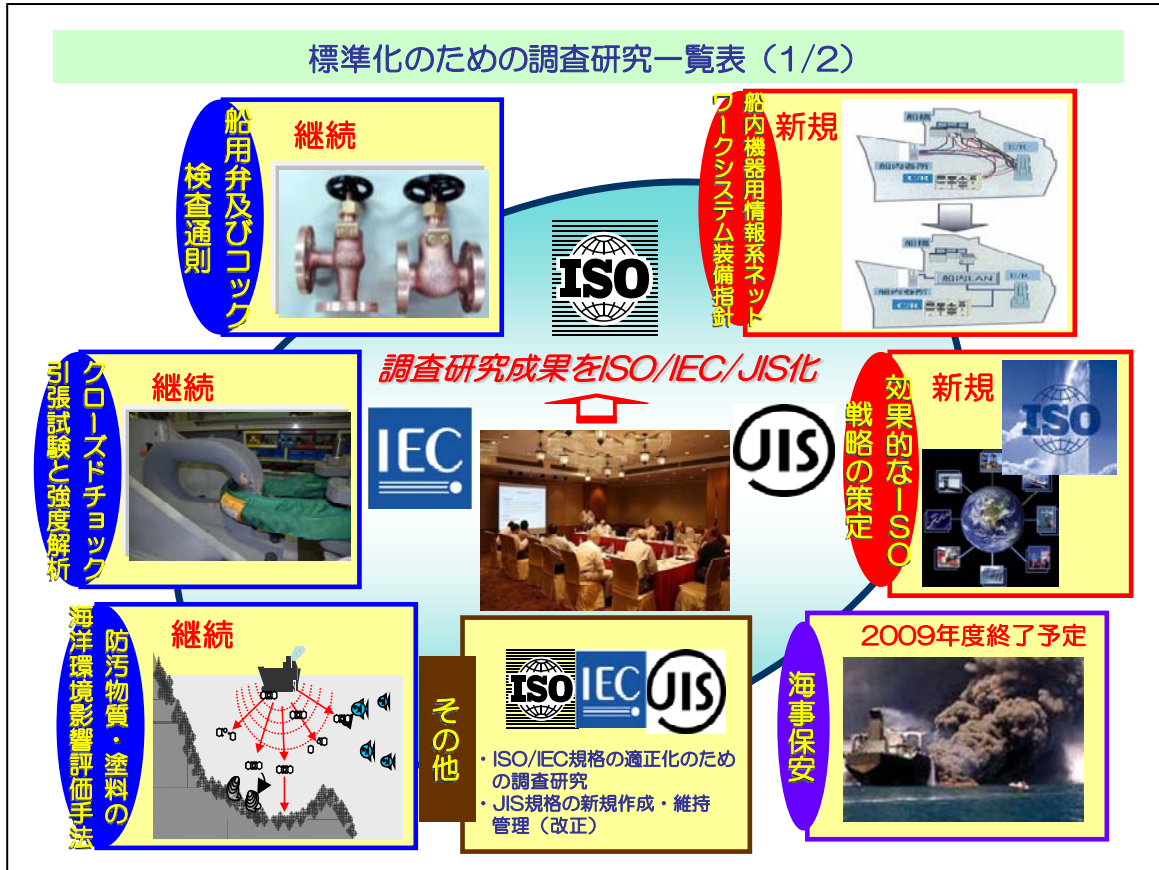 標準化のための調査研究一覧表（1/2）
船用弁及びコック
検査通則
継続
船内機器用情報系ネット
ワークシステム装備指針
新規
船橋
C/R
船内LAN
ISO
調査研究成果をISO/IEC/JIS化
クローズドチョック
引張試験と強度解析
継続
IEC
JIS
効果的なISO
戦略の策定
新規
ISO
防汚物質・塗料の
海洋環境影響評価手法
継続
その他
ISO
IEC
JIS
・ISO/IEC規格の適正化のため
の調査研究
・JIS規格の新規作成・維持
管理（改正）
海事保安
2009年度終了予定